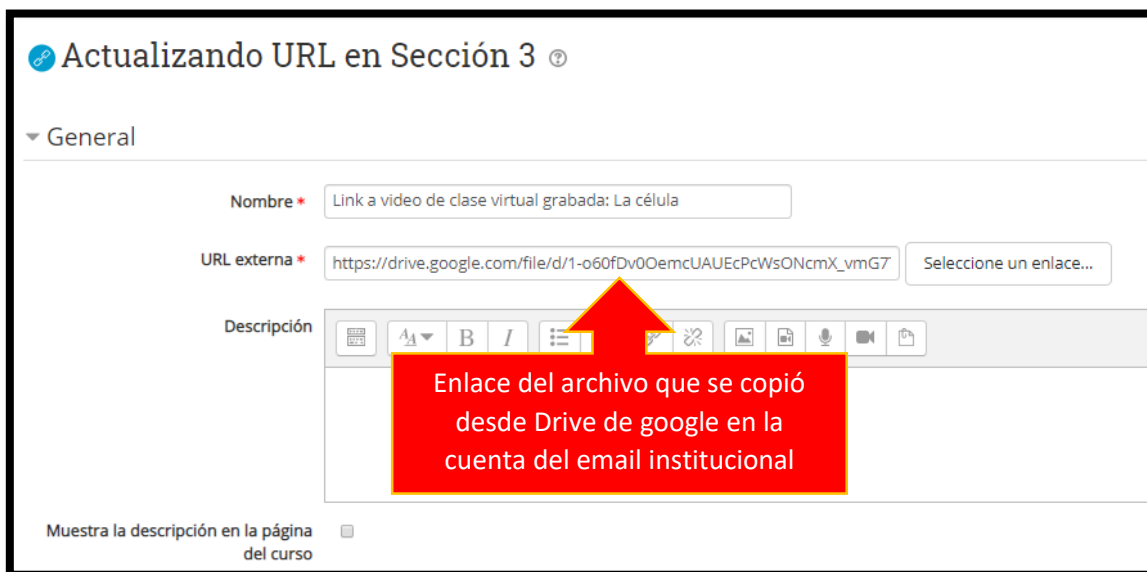 Actualizando URL en Sección 3
General
Nombre
Link a video de clase virtual grabada: La célula
URL externa
https://drive.google.com/file/d/1-o60fDv0OemcUAUEcPcWsONcmX_vmG7
Seleccione un enlace...
Descripción
B I
Enlace del archivo que se copió
desde Drive de google en la
cuenta del email institucional
Muestra la descripción en la página
del curso